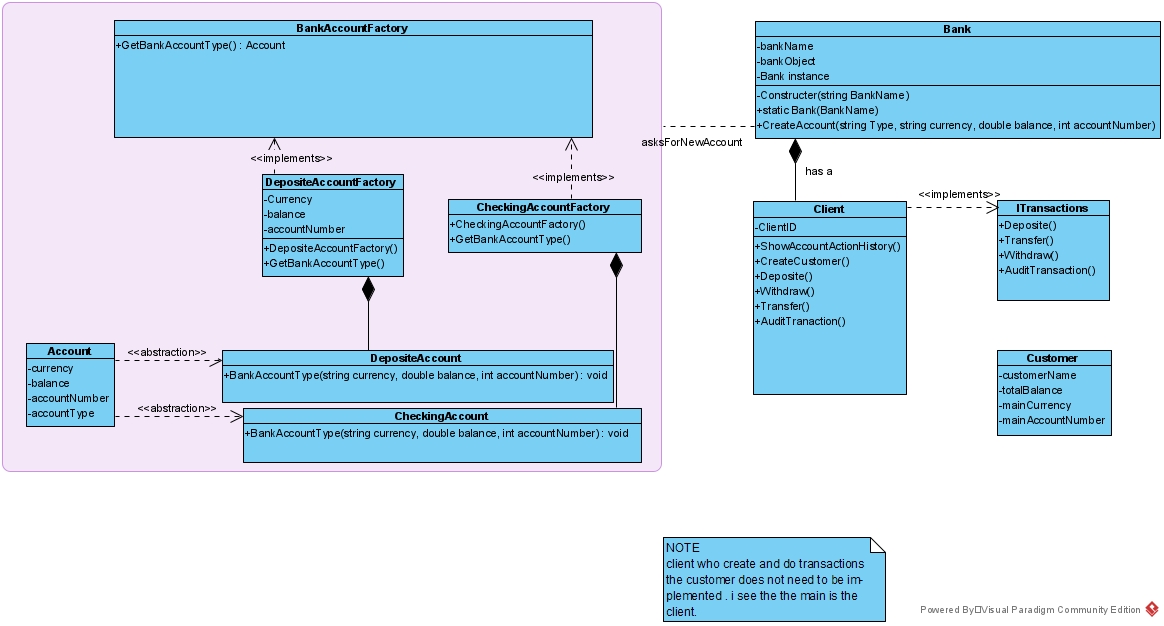 BankAccountFactory
+GetBankAccountType() : Account
<<implements>>
<<implements>>
DepositeAccountFactory
-Currency
-balance
-accountNumber
+DepositeAccountFactory()
+GetBankAccountType()
CheckingAccountFactory
+CheckingAccountFactory()
+GetBankAccountType()
Account
-currency
-balance
-accountNumber
-accountType
<<abstraction>>
<<abstraction>>
DepositeAccount
+BankAccountType(string currency, double balance, int accountNumber) : void
CheckingAccount
+BankAccountType(string currency, double balance, int accountNumber) : void
asksForNewAccount
Bank
-bankName
-bankObject
-Bank instance
-Constructer(string BankName)
+static Bank(BankName)
+CreateAccount(string Type, string currency, double balance, int accountNumber)
has a
Client
-ClientID
+ShowAccountActionHistory()
+CreateCustomer()
+Deposite()
+Withdraw()
+Transfer()
+AuditTranaction()
<<implements>>
ITransactions
+Deposite()
+Transfer()
+Withdraw()
+AuditTransaction()
Customer
-customerName
-totalBalance
-mainCurrency
-mainAccountNumber
NOTE
client who create and do transactions
the customer does not need to be im-
plemented . i see the the main is the
client.
Powered By Visual Paradigm Community Edition